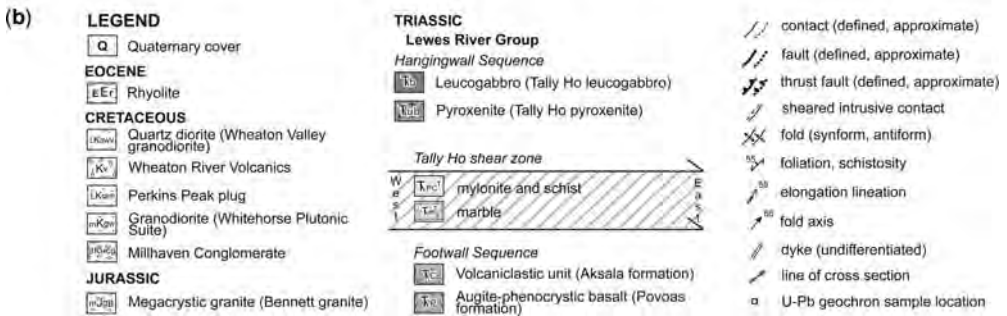 (b)
LEGEND
Q Quaternary cover
EOCENE
EEr Rhyolite
CRETACEOUS
Quartz diorite (Wheaton Valley
granodiorite)
Wheaton River Volcanics
Perkins Peak plug
Granodiorite (Whitehorse Plutonic
Suite)
Millhaven Conglomerate
JURASSIC
Megacrystic granite (Bennett granite)
TRIASSIC
Lewes River Group
Hangingwall Sequence
Leucogabbro (Tally Ho leucogabbro)
Pyroxenite (Tally Ho pyroxenite)
Tally Ho shear zone
West
East
mylonite and schist
marble
Footwall Sequence
Volcaniclastic unit (Aksala formation)
Augite-phenocrystic basalt (Povoas
formation)
contact (defined, approximate)
fault (defined, approximate)
thrust fault (defined, approximate)
sheared intrusive contact
fold (synform, antiform)
55 foliation, schistosity
elongation lineation
fold axis
dyke (undifferentiated)
line of cross section
U-Pb geochron sample location